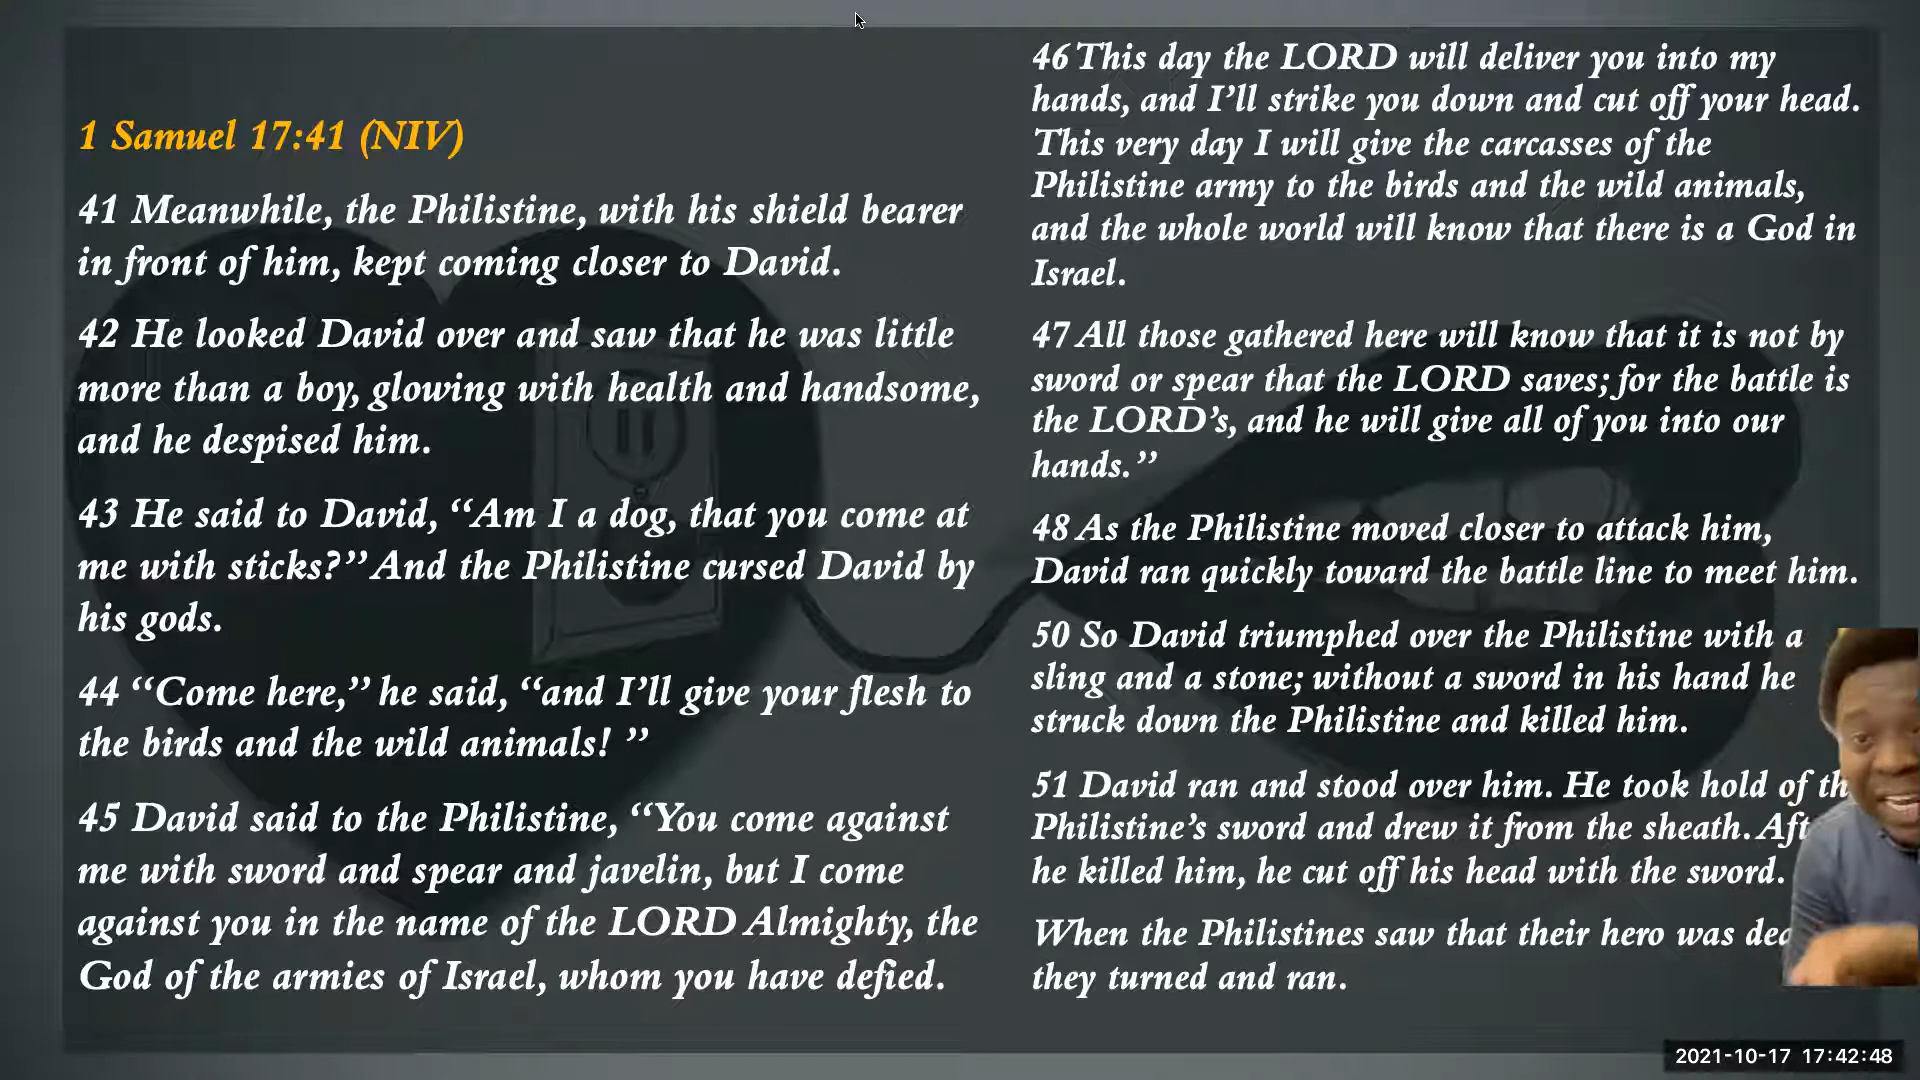 1 Samuel 17:41 (NIV)
41 Meanwhile, the Philistine, with his shield bearer
in front of him, kept coming closer to David.
42 He looked David over and saw that he was little
more than a boy, glowing with health and handsome,
and he despised him.
43 He said to David, “Am I a dog, that you come at
me with sticks?” And the Philistine cursed David by
his gods.
44 “Come here,” he said, “and I’ll give your flesh to
the birds and the wild animals! ”
45 David said to the Philistine, “You come against
me with sword and spear and javelin, but I come
against you in the name of the LORD Almighty, the
God of the armies of Israel, whom you have defied.
46 This day the LORD will deliver you into my
hands, and I’ll strike you down and cut off your head.
This very day I will give the carcasses of the
Philistine army to the birds and the wild animals,
and the whole world will know that there is a God in
Israel.
47 All those gathered here will know that it is not by
sword or spear that the LORD saves; for the battle is
the LORD’s, and he will give all of you into our
hands.”
48 As the Philistine moved closer to attack him,
David ran quickly toward the battle line to meet him.
50 So David triumphed over the Philistine with a
sling and a stone; without a sword in his hand he
struck down the Philistine and killed him.
51 David ran and stood over him. He took hold of th
Philistine’s sword and drew it from the sheath. Aft
he killed him, he cut off his head with the sword.
When the Philistines saw that their hero was dea
they turned and ran.
2021-10-17 17:42:48